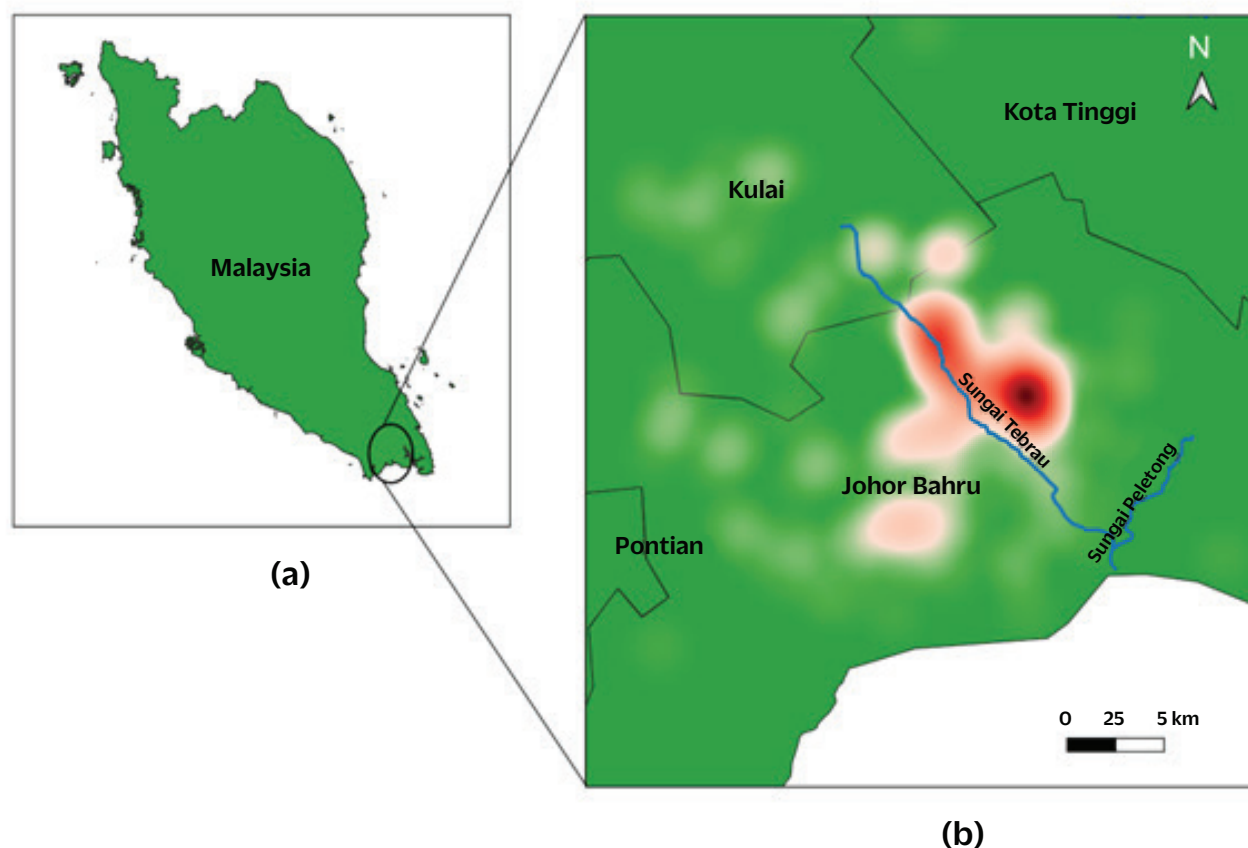 N
Kota Tinggi
Kulai
Malaysia
Sungai Tebrau
Johor Bahru
Sungai Peletong
Pontian
(a)
0 25 5 km
(b)